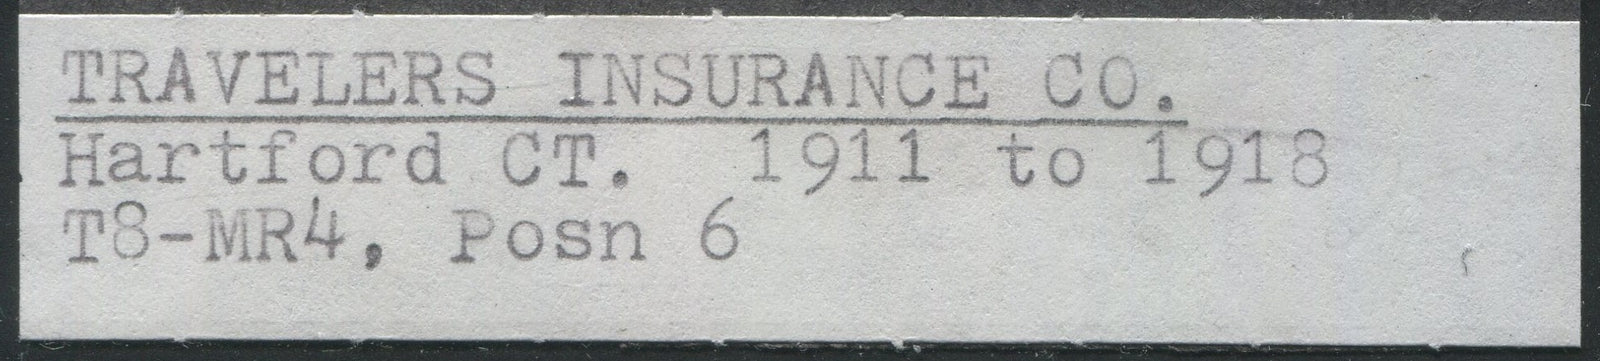 TRAVELERS INSURANCE CO.
Hartford CT. 1911 to 1918
T8-MR4, Posn 6